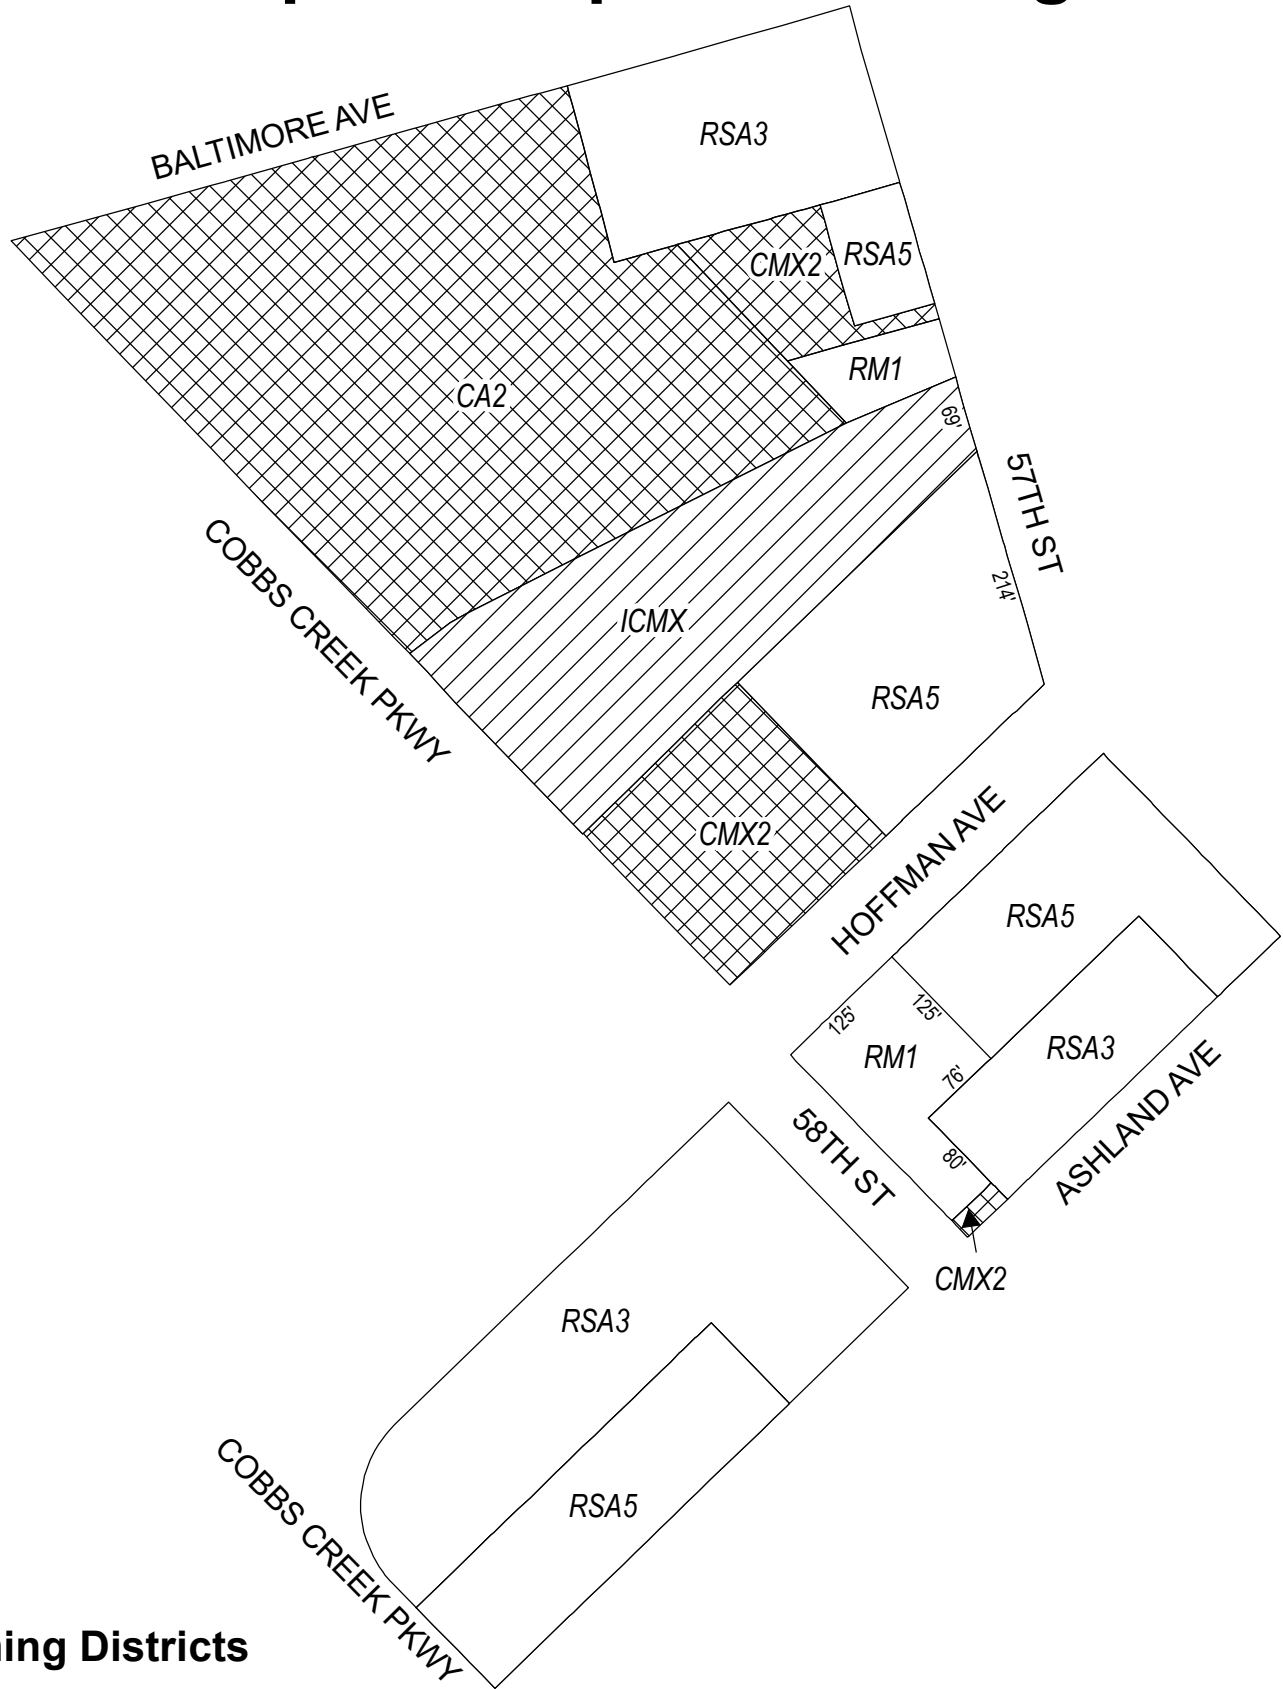 BALTIMORE AVE
RSA3
CMX2
RSA5
RM1
CA2
69'
57TH ST
COBBS CREEK PKWY
214'
ICMX
RSA5
CMX2
HOFFMAN AVE
RSA5
125'
125'
RM1
76'
RSA3
58TH ST
80'
ASHLAND AVE
CMX2
RSA3
COBBS CREEK PKWY
RSA5
Districts